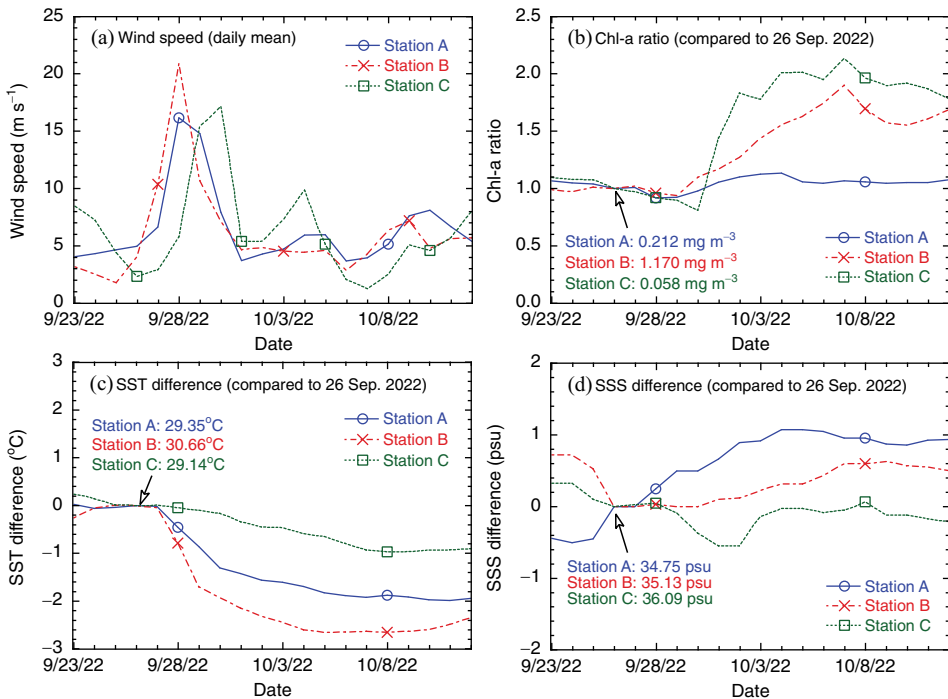 (a) Wind speed (daily mean)
Station A
Station B
Station C
25
20
15
10
5
0
Wind speed (m s⁻¹)
9/23/22
9/28/22
10/3/22
10/8/22
Date
(b) Chl-a ratio (compared to 26 Sep. 2022)
2.5
2.0
1.5
1.0
0.5
0.0
Chl-a ratio
Station A: 0.212 mg m⁻³
Station B: 1.170 mg m⁻³
Station C: 0.058 mg m⁻³
Station A
Station B
Station C
9/23/22
9/28/22
10/3/22
10/8/22
Date
(c) SST difference (compared to 26 Sep. 2022)
3
2
1
0
−1
−2
−3
SST difference (°C)
Station A: 29.35°C
Station B: 30.66°C
Station C: 29.14°C
Station A
Station B
Station C
9/23/22
9/28/22
10/3/22
10/8/22
Date
(d) SSS difference (compared to 26 Sep. 2022)
2
1
0
−1
−2
SSS difference (psu)
Station A: 34.75 psu
Station B: 35.13 psu
Station C: 36.09 psu
Station A
Station B
Station C
9/23/22
9/28/22
10/3/22
10/8/22
Date